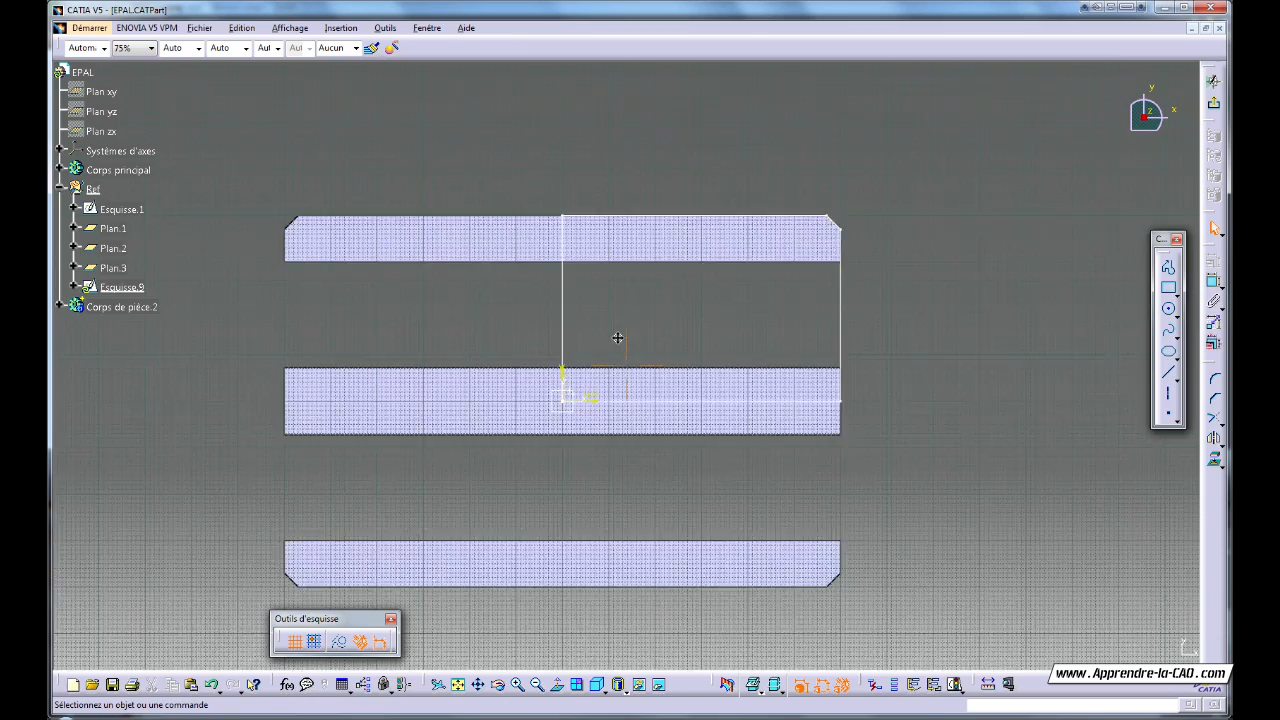 CATIA V5 - [EPAL.CATPart]
Démarrer ENOVIA V5 VPM Fichier Edition Affichage Insertion Outils Fenêtre Aide
Autom. 75% Auto Auto Aut Aut Aucun
EPAL
Plan xy
Plan yz
Plan zx
Systèmes d'axes
Corps principal
Ref
Esquisse.1
Plan.1
Plan.2
Plan.3
Esquisse.9
Corps de pièce.2
y
x
z
C...
Outils d'esquisse
f(x)
www.Apprendre-la-CAO.com
CATIA
Sélectionnez un objet ou une commande